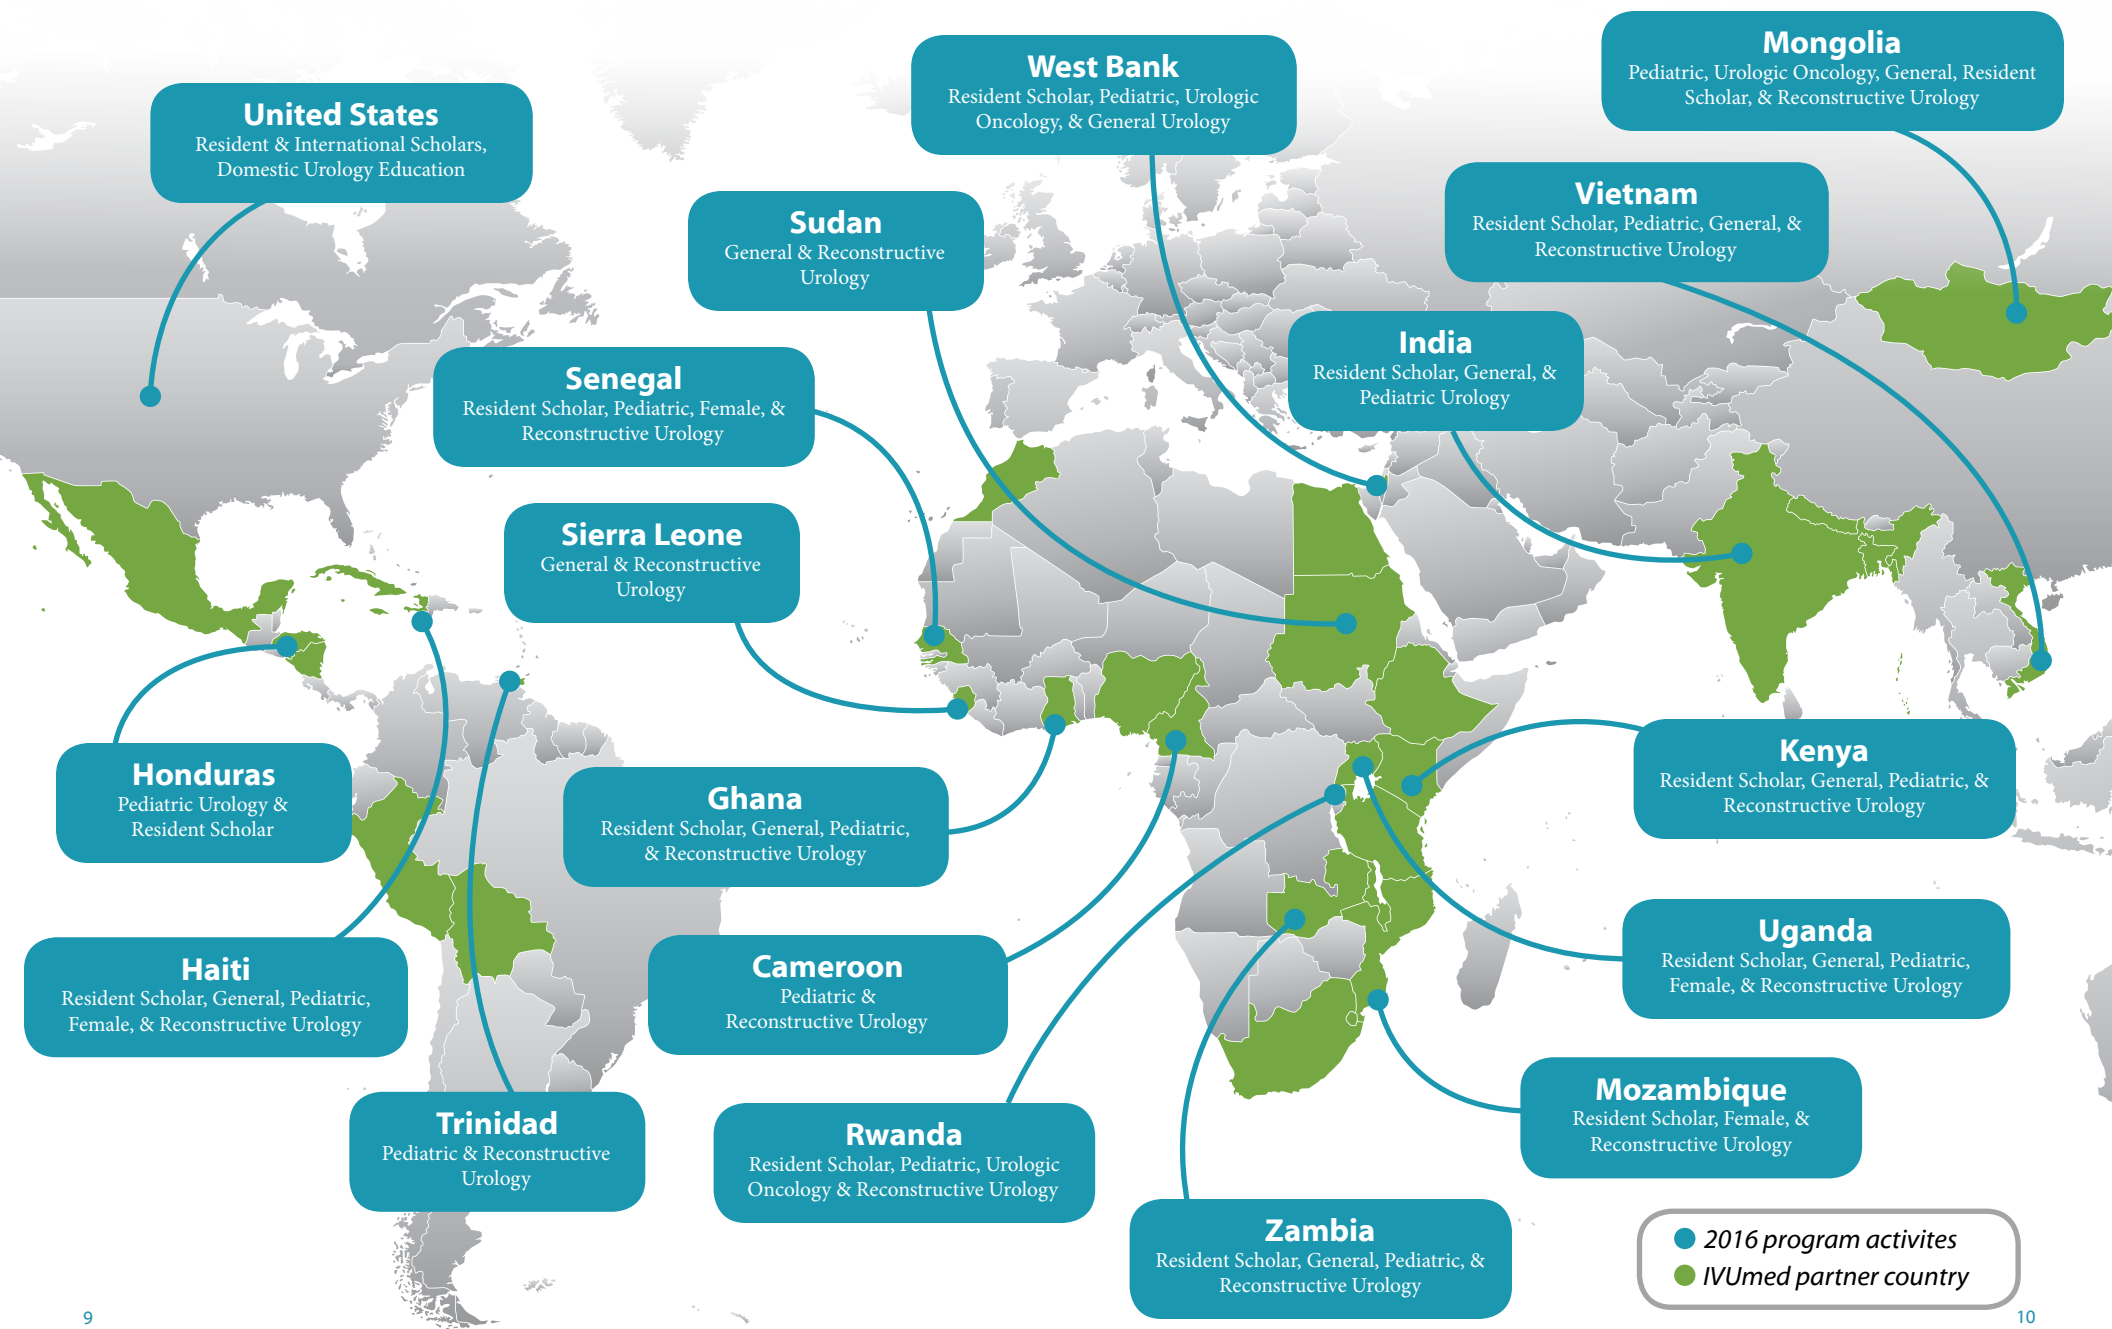 United States
Resident & International Scholars,
Domestic Urology Education
West Bank
Resident Scholar, Pediatric, Urologic
Oncology, & General Urology
Mongolia
Pediatric, Urologic Oncology, General, Resident
Scholar, & Reconstructive Urology
Sudan
General & Reconstructive
Urology
Vietnam
Resident Scholar, Pediatric, General, &
Reconstructive Urology
Senegal
Resident Scholar, Pediatric, Female, &
Reconstructive Urology
India
Resident Scholar, General, &
Pediatric Urology
Sierra Leone
General & Reconstructive
Urology
Honduras
Pediatric Urology &
Resident Scholar
Ghana
Resident Scholar, General, Pediatric,
& Reconstructive Urology
Kenya
Resident Scholar, General, Pediatric, &
Reconstructive Urology
Haiti
Resident Scholar, General, Pediatric,
Female, & Reconstructive Urology
Cameroon
Pediatric &
Reconstructive Urology
Uganda
Resident Scholar, General, Pediatric,
Female, & Reconstructive Urology
Trinidad
Pediatric & Reconstructive
Urology
Rwanda
Resident Scholar, Pediatric, Urologic
Oncology & Reconstructive Urology
Mozambique
Resident Scholar, Female, &
Reconstructive Urology
Zambia
Resident Scholar, General, Pediatric, &
Reconstructive Urology
2016 program activites
IVUmed partner country
9
10